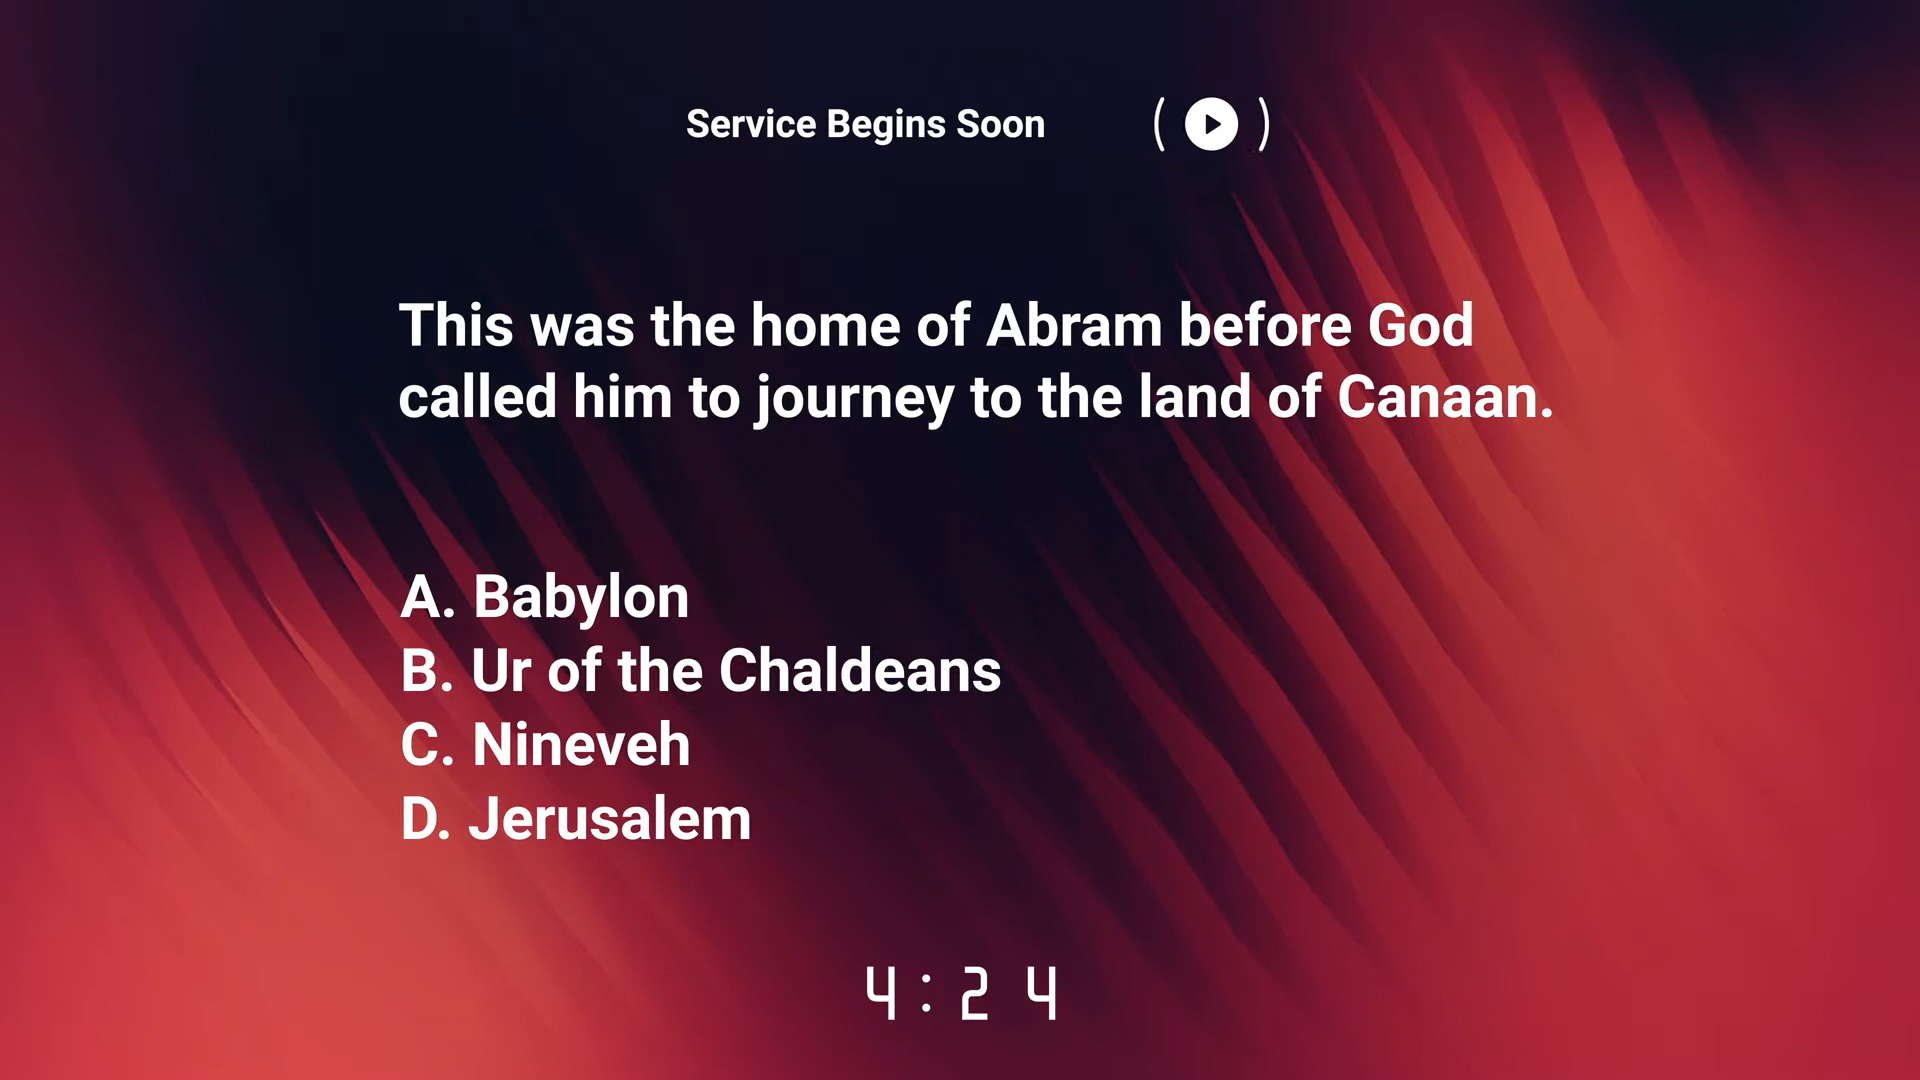 Service Begins Soon
This was the home of Abram before God
called him to journey to the land of Canaan.
A. Babylon
B. Ur of the Chaldeans
C. Nineveh
D. Jerusalem
4:24